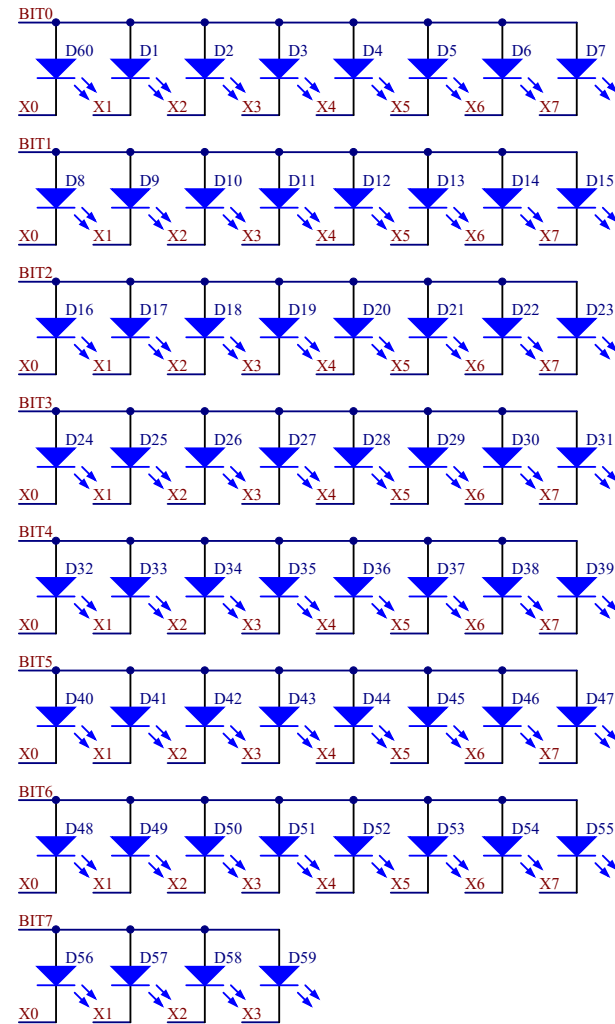 BIT0
D60 D1 D2 D3 D4 D5 D6 D7
X0 X1 X2 X3 X4 X5 X6 X7
BIT1
D8 D9 D10 D11 D12 D13 D14 D15
X0 X1 X2 X3 X4 X5 X6 X7
BIT2
D16 D17 D18 D19 D20 D21 D22 D23
X0 X1 X2 X3 X4 X5 X6 X7
BIT3
D24 D25 D26 D27 D28 D29 D30 D31
X0 X1 X2 X3 X4 X5 X6 X7
BIT4
D32 D33 D34 D35 D36 D37 D38 D39
X0 X1 X2 X3 X4 X5 X6 X7
BIT5
D40 D41 D42 D43 D44 D45 D46 D47
X0 X1 X2 X3 X4 X5 X6 X7
BIT6
D48 D49 D50 D51 D52 D53 D54 D55
X0 X1 X2 X3 X4 X5 X6 X7
BIT7
D56 D57 D58 D59
X0 X1 X2 X3